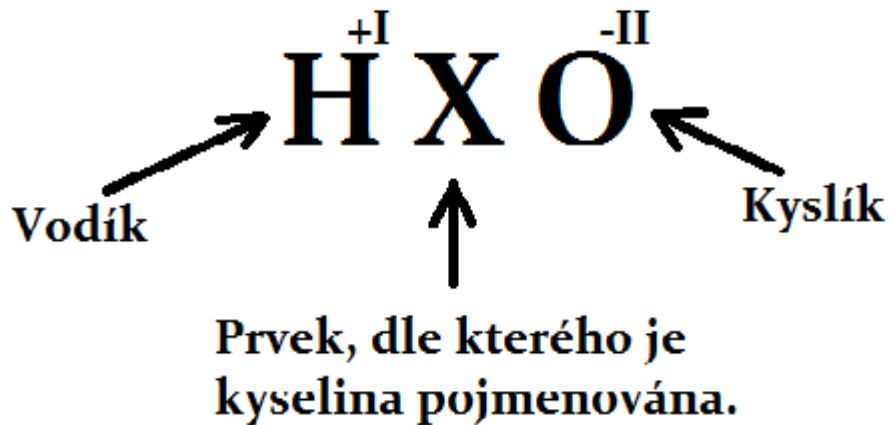 +I -II
H X O
Vodík
Kyslík
Prvek, dle kterého je
kyselina pojmenována.